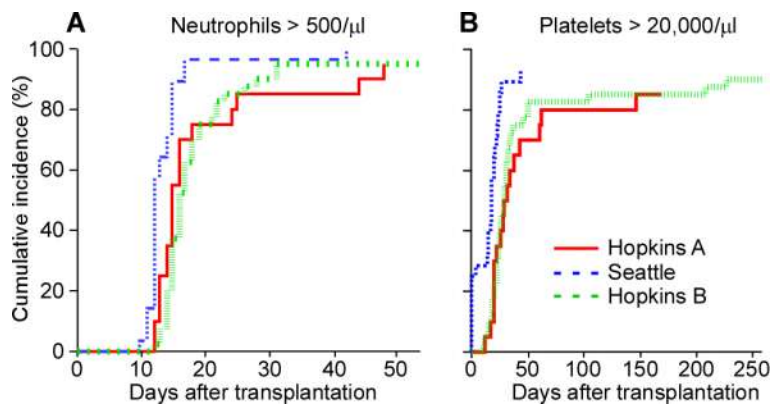 A Neutrophils > 500/μl
Cumulative incidence (%)
100
80
60
40
20
0
0 10 20 30 40 50
Days after transplantation
B Platelets > 20,000/μl
Hopkins A
Seattle
Hopkins B
0 50 100 150 200 250
Days after transplantation